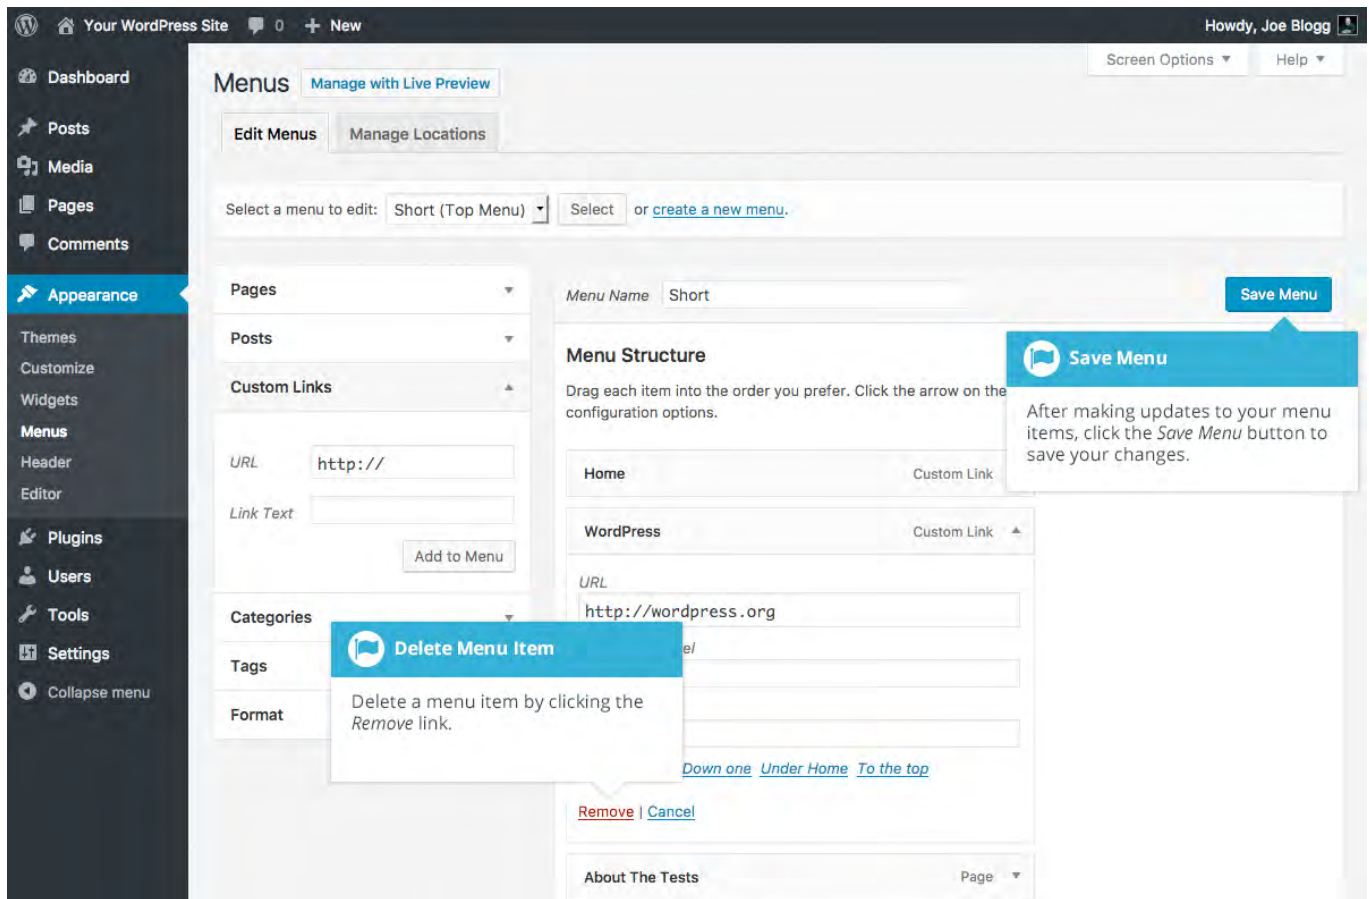 Your WordPress Site 0 + New Howdy, Joe Blogg
Screen Options Help
Dashboard
Posts
Media
Pages
Comments
Appearance
Themes
Customize
Widgets
Menus
Header
Editor
Plugins
Users
Tools
Settings
Collapse menu
Menus Manage with Live Preview
Edit Menus Manage Locations
Select a menu to edit: Short (Top Menu) Select or create a new menu.
Pages
Posts
Custom Links
URL http://
Link Text
Add to Menu
Categories
Tags
Format
Delete Menu Item
Delete a menu item by clicking the
Remove link.
Menu Name Short Save Menu
Menu Structure
Drag each item into the order you prefer. Click the arrow on the
configuration options.
Save Menu
After making updates to your menu
items, click the Save Menu button to
save your changes.
Home Custom Link
WordPress Custom Link
URL
http://wordpress.org
Down one Under Home To the top
Remove | Cancel
About The Tests Page